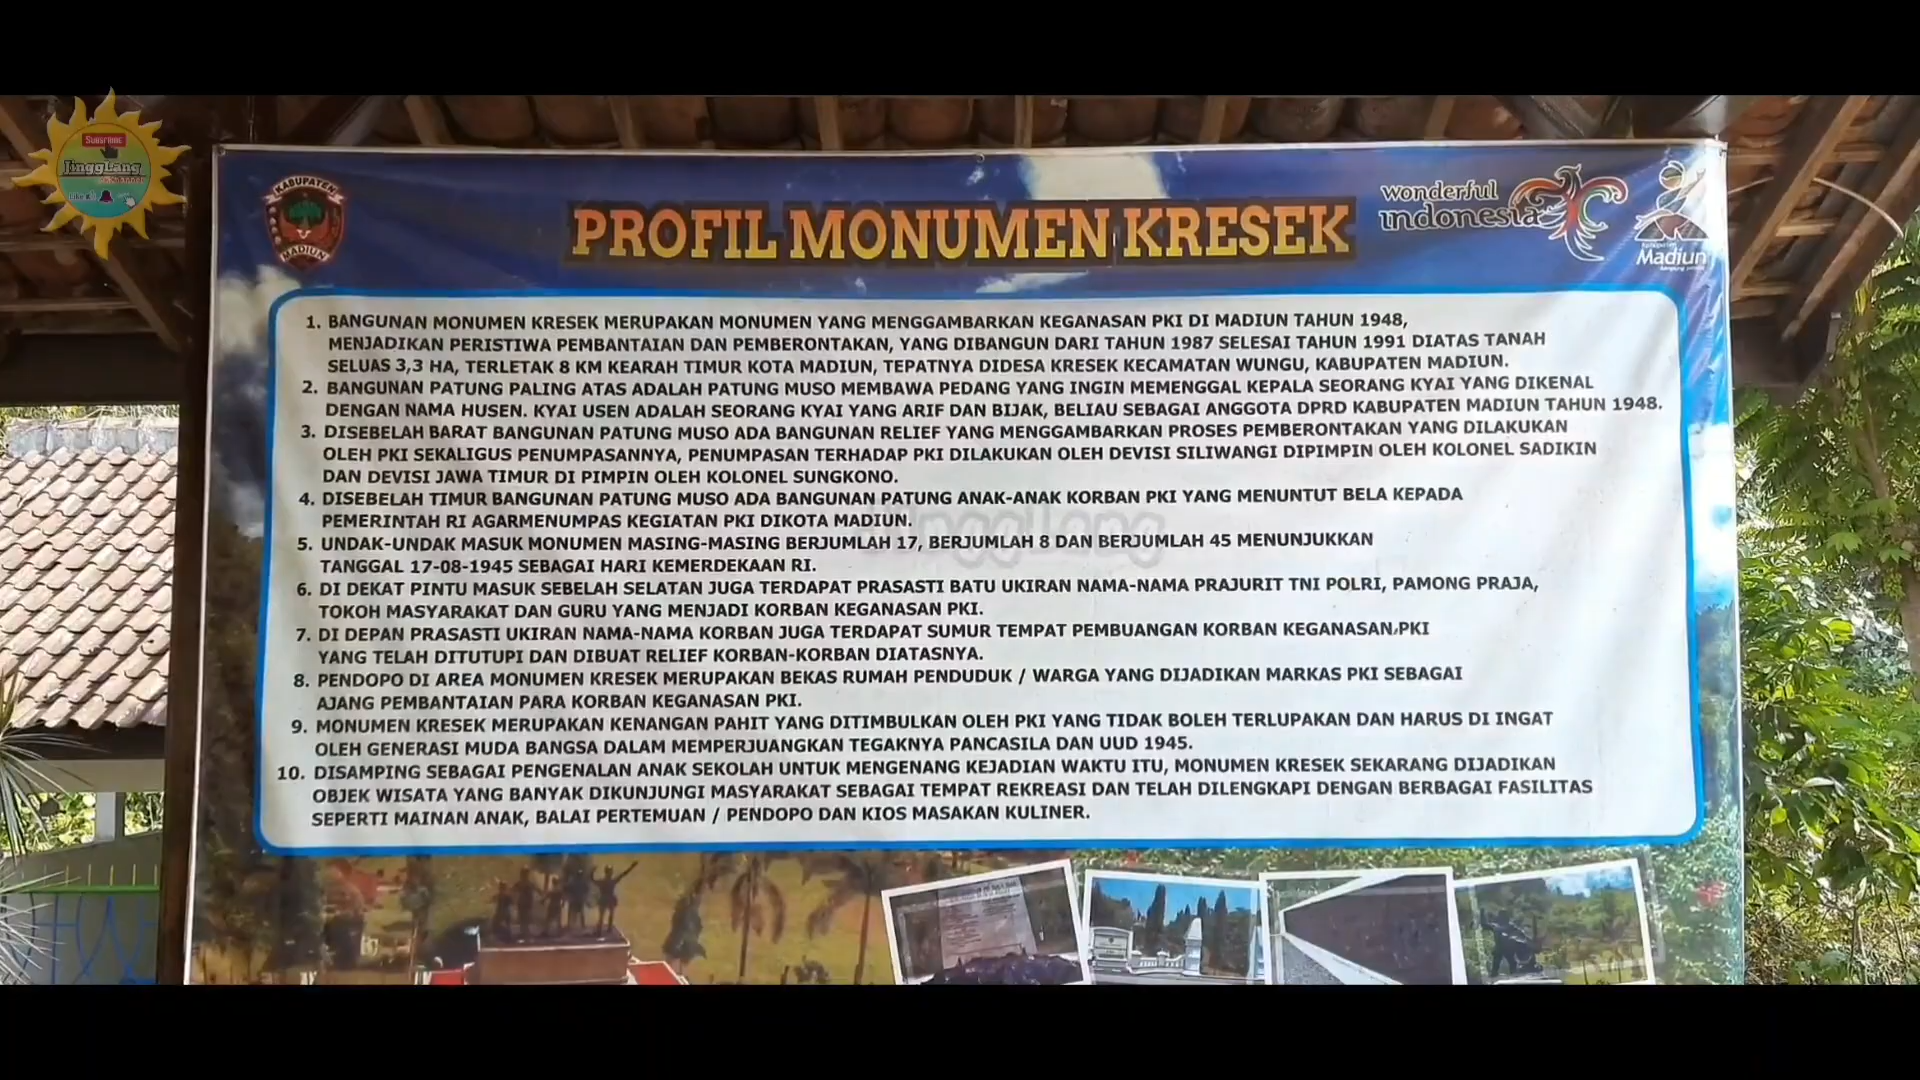 SUBSCRIBE
JinggLang
channel
Like
KABUPATEN
MADIUN
PROFIL MONUMEN KRESEK
wonderful
indonesia
Kabupaten
Madiun
1. BANGUNAN MONUMEN KRESEK MERUPAKAN MONUMEN YANG MENGGAMBARKAN KEGANASAN PKI DI MADIUN TAHUN 1948,
MENJADIKAN PERISTIWA PEMBANTAIAN DAN PEMBERONTAKAN, YANG DIBANGUN DARI TAHUN 1987 SELESAI TAHUN 1991 DIATAS TANAH
SELUAS 3,3 HA, TERLETAK 8 KM KEARAH TIMUR KOTA MADIUN, TEPATNYA DIDESA KRESEK KECAMATAN WUNGU, KABUPATEN MADIUN.
2. BANGUNAN PATUNG PALING ATAS ADALAH PATUNG MUSO MEMBAWA PEDANG YANG INGIN MEMENGGAL KEPALA SEORANG KYAI YANG DIKENAL
DENGAN NAMA HUSEN. KYAI USEN ADALAH SEORANG KYAI YANG ARIF DAN BIJAK, BELIAU SEBAGAI ANGGOTA DPRD KABUPATEN MADIUN TAHUN 1948.
3. DISEBELAH BARAT BANGUNAN PATUNG MUSO ADA BANGUNAN RELIEF YANG MENGGAMBARKAN PROSES PEMBERONTAKAN YANG DILAKUKAN
OLEH PKI SEKALIGUS PENUMPASANNYA, PENUMPASAN TERHADAP PKI DILAKUKAN OLEH DEVISI SILIWANGI DIPIMPIN OLEH KOLONEL SADIKIN
DAN DEVISI JAWA TIMUR DI PIMPIN OLEH KOLONEL SUNGKONO.
4. DISEBELAH TIMUR BANGUNAN PATUNG MUSO ADA BANGUNAN PATUNG ANAK-ANAK KORBAN PKI YANG MENUNTUT BELA KEPADA
PEMERINTAH RI AGARMENUMPAS KEGIATAN PKI DIKOTA MADIUN.
JinggLang
5. UNDAK-UNDAK MASUK MONUMEN MASING-MASING BERJUMLAH 17, BERJUMLAH 8 DAN BERJUMLAH 45 MENUNJUKKAN
TANGGAL 17-08-1945 SEBAGAI HARI KEMERDEKAAN RI.
6. DI DEKAT PINTU MASUK SEBELAH SELATAN JUGA TERDAPAT PRASASTI BATU UKIRAN NAMA-NAMA PRAJURIT TNI POLRI, PAMONG PRAJA,
TOKOH MASYARAKAT DAN GURU YANG MENJADI KORBAN KEGANASAN PKI.
7. DI DEPAN PRASASTI UKIRAN NAMA-NAMA KORBAN JUGA TERDAPAT SUMUR TEMPAT PEMBUANGAN KORBAN KEGANASAN PKI
YANG TELAH DITUTUPI DAN DIBUAT RELIEF KORBAN-KORBAN DIATASNYA.
8. PENDOPO DI AREA MONUMEN KRESEK MERUPAKAN BEKAS RUMAH PENDUDUK / WARGA YANG DIJADIKAN MARKAS PKI SEBAGAI
AJANG PEMBANTAIAN PARA KORBAN KEGANASAN PKI.
9. MONUMEN KRESEK MERUPAKAN KENANGAN PAHIT YANG DITIMBULKAN OLEH PKI YANG TIDAK BOLEH TERLUPAKAN DAN HARUS DI INGAT
OLEH GENERASI MUDA BANGSA DALAM MEMPERJUANGKAN TEGAKNYA PANCASILA DAN UUD 1945.
10. DISAMPING SEBAGAI PENGENALAN ANAK SEKOLAH UNTUK MENGENANG KEJADIAN WAKTU ITU, MONUMEN KRESEK SEKARANG DIJADIKAN
OBJEK WISATA YANG BANYAK DIKUNJUNGI MASYARAKAT SEBAGAI TEMPAT REKREASI DAN TELAH DILENGKAPI DENGAN BERBAGAI FASILITAS
SEPERTI MAINAN ANAK, BALAI PERTEMUAN / PENDOPO DAN KIOS MASAKAN KULINER.